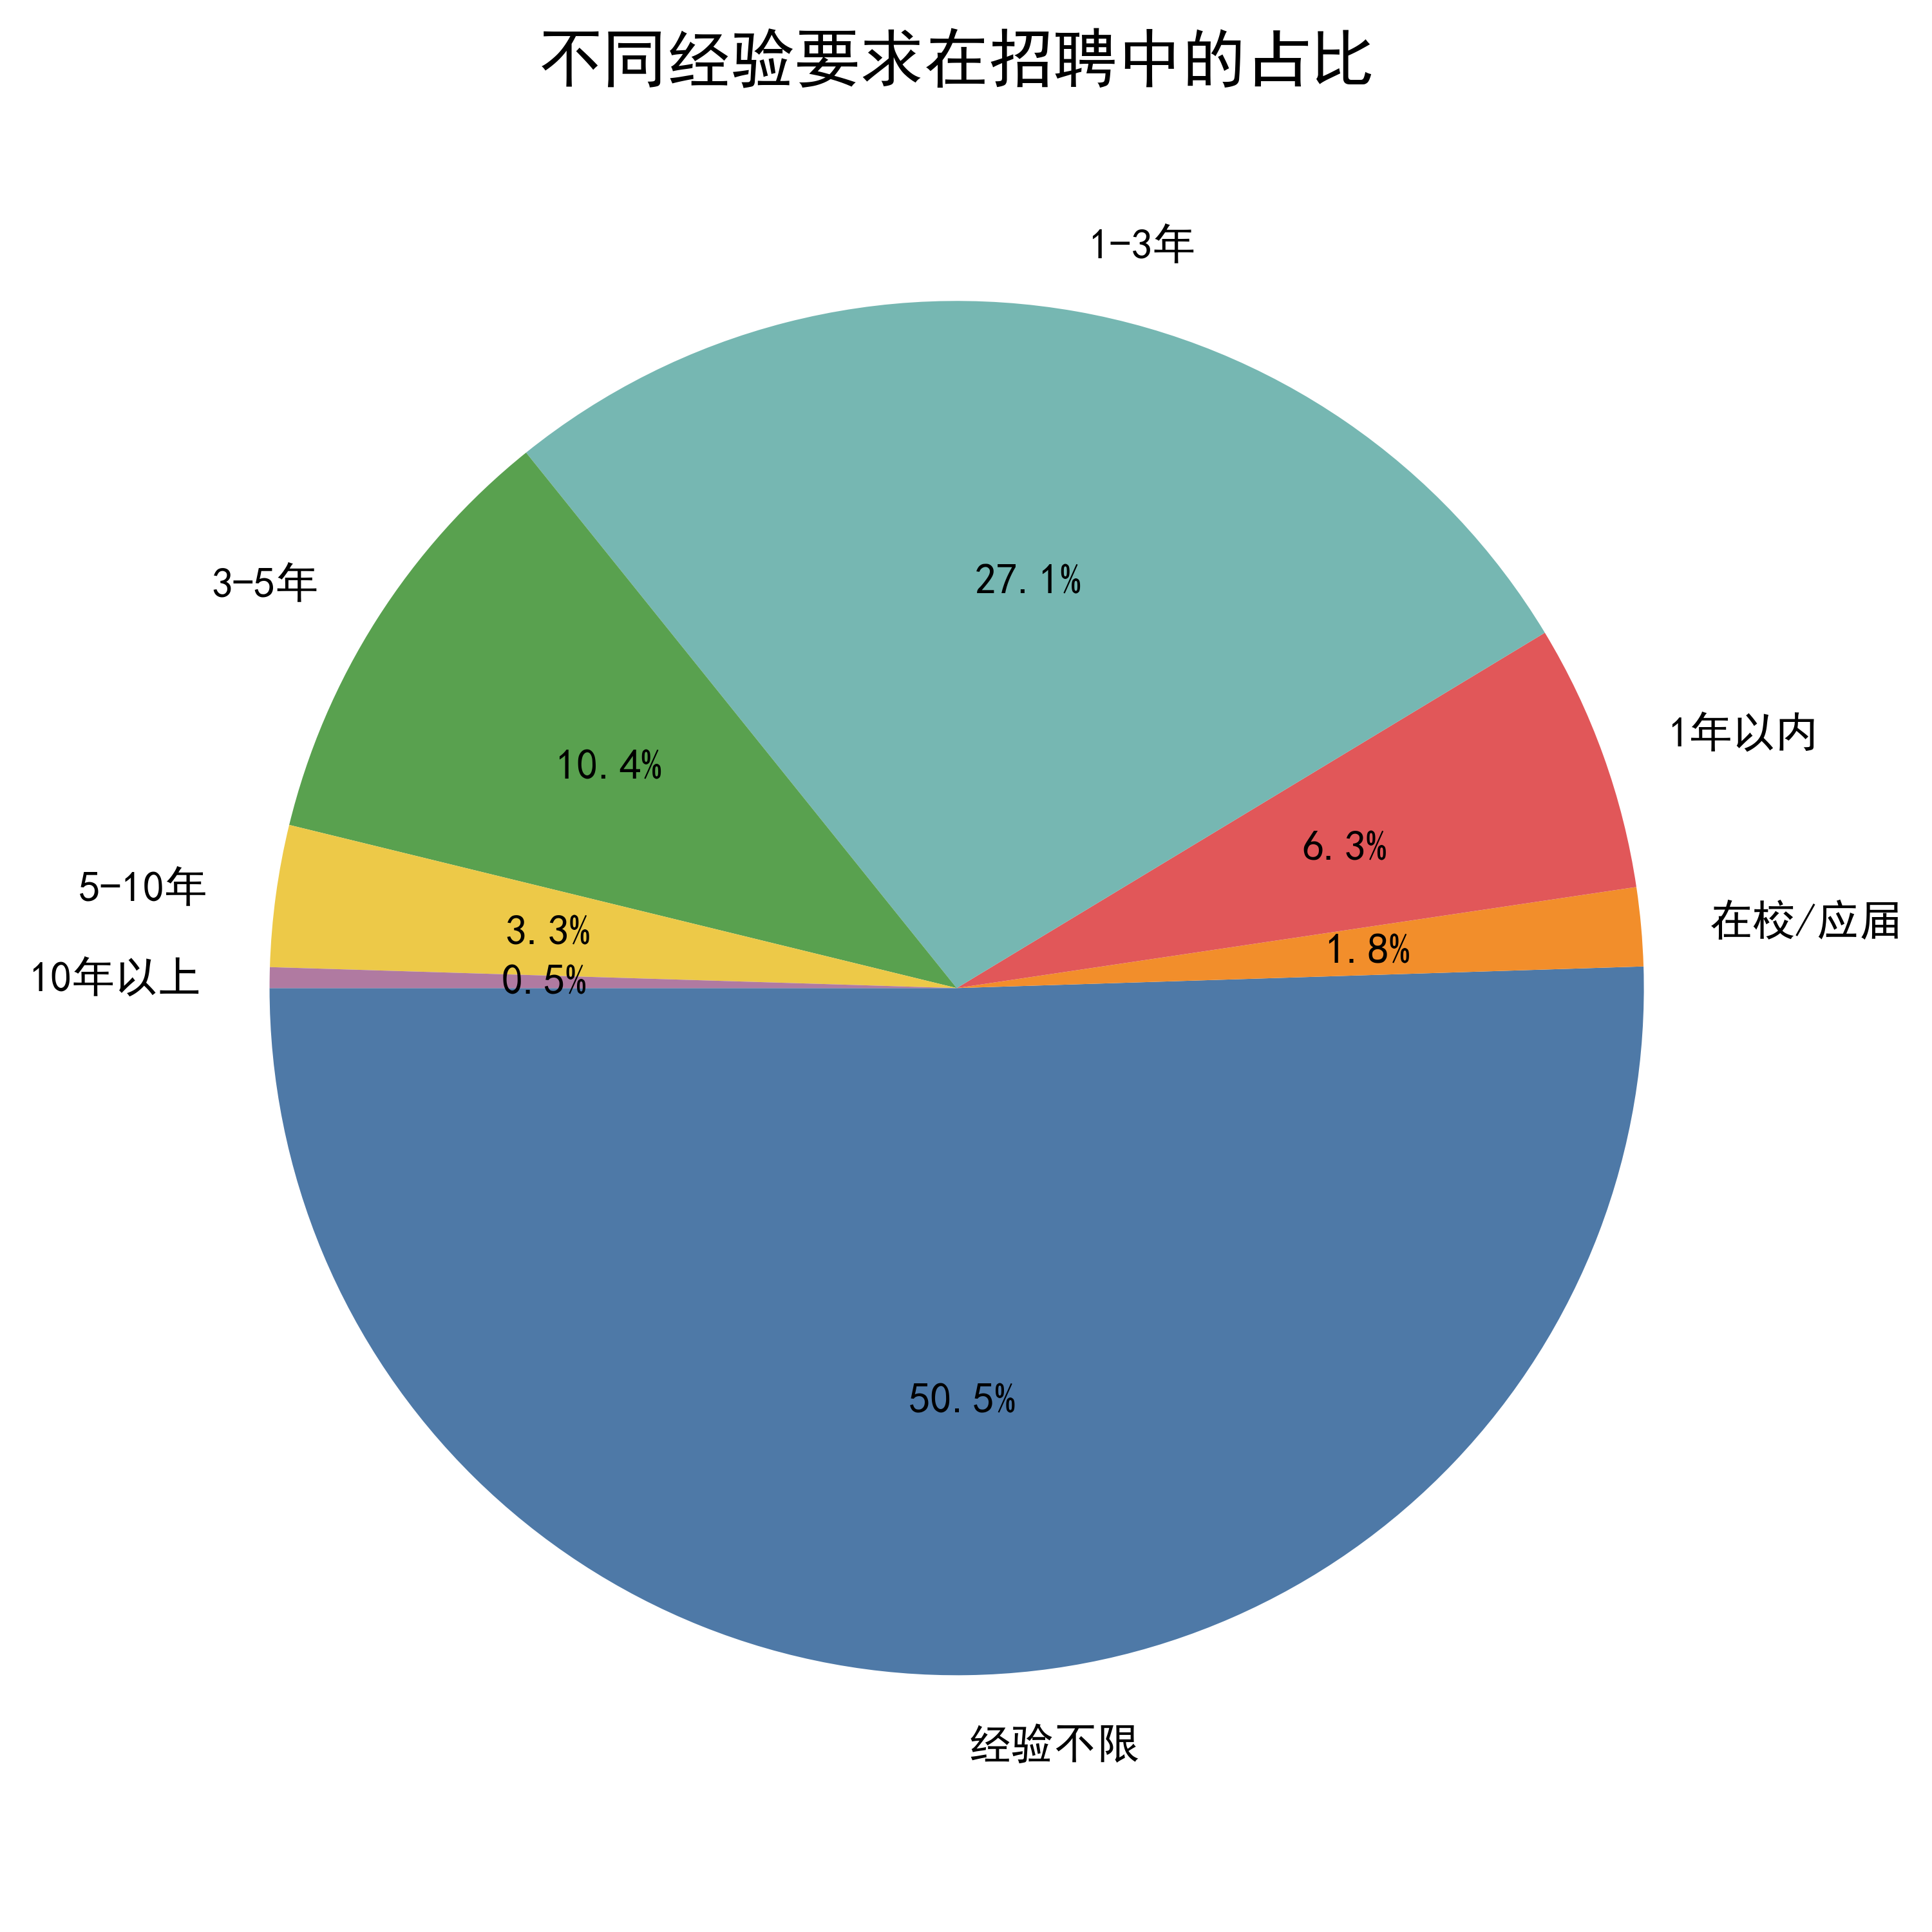 不同经验要求在招聘中的占比
1-3年
3-5年
27.1%
1年以内
10.4%
6.3%
5-10年
在校/应届
3.3%
1.8%
10年以上
0.5%
50.5%
经验不限